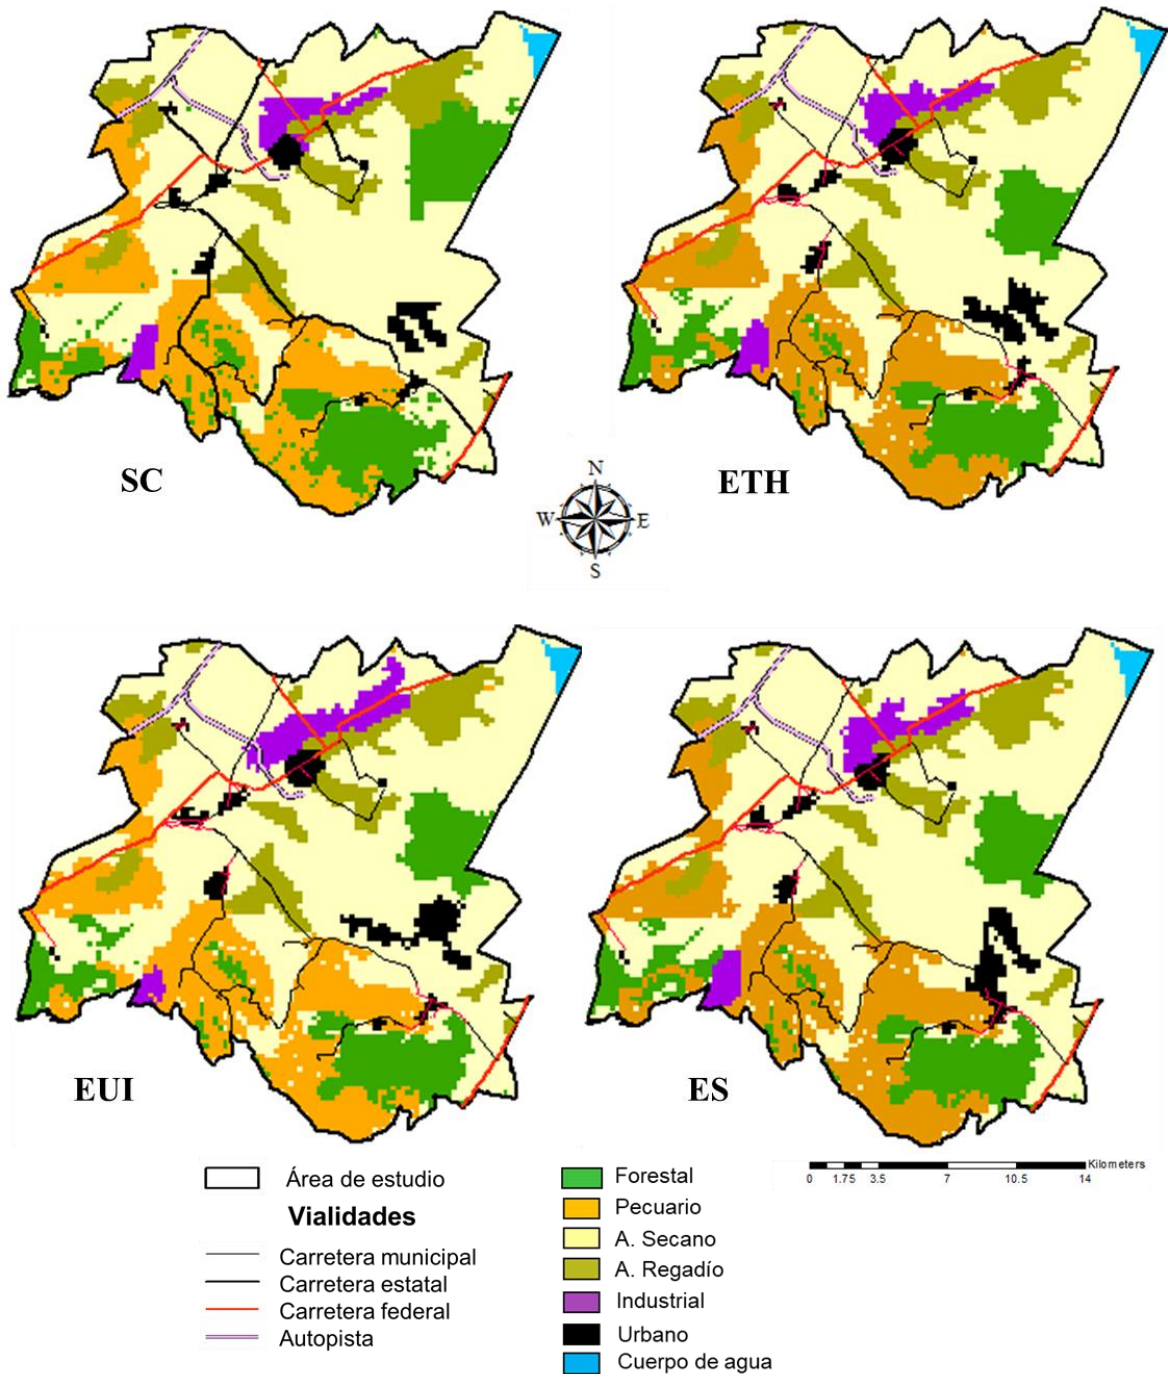 SC
ETH
N
W E
S
EUI
ES
Área de estudio
Vialidades
Carretera municipal
Carretera estatal
Carretera federal
Autopista
Forestal
Pecuario
A. Secano
A. Regadío
Industrial
Urbano
Cuerpo de agua
Kilometers
0 1.75 3.5 7 10.5 14